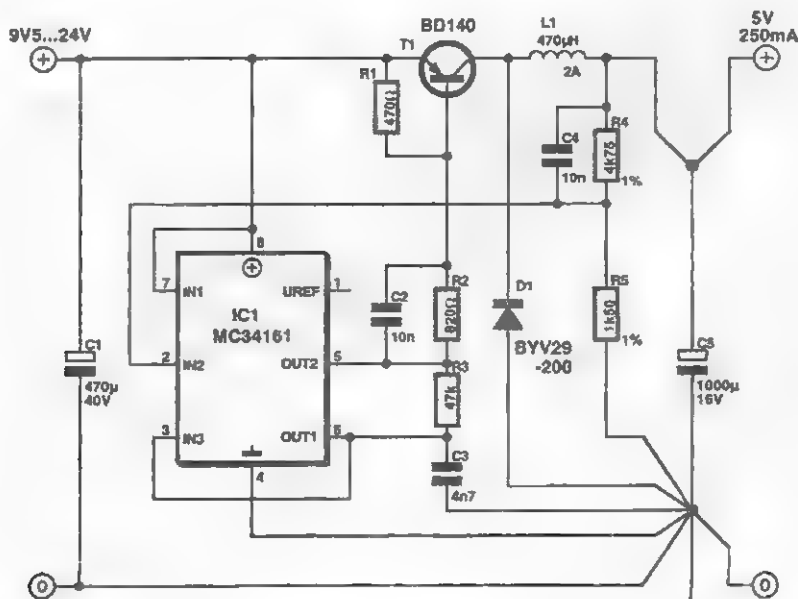 9V5...24V
BD140
T1
L1
470µH
2A
5V
250mA
R1
470Ω
C4
10n
R4
4k75
1%
8
7
IN1
UREF
1
IC1
MC34161
C2
10n
R2
820Ω
D1
BYV29
-200
R5
1k50
1%
C1
470µ
40V
2
IN2
OUT2
5
R3
47k
C5
1000µ
16V
3
IN3
OUT1
6
C3
4n7
4
0
0